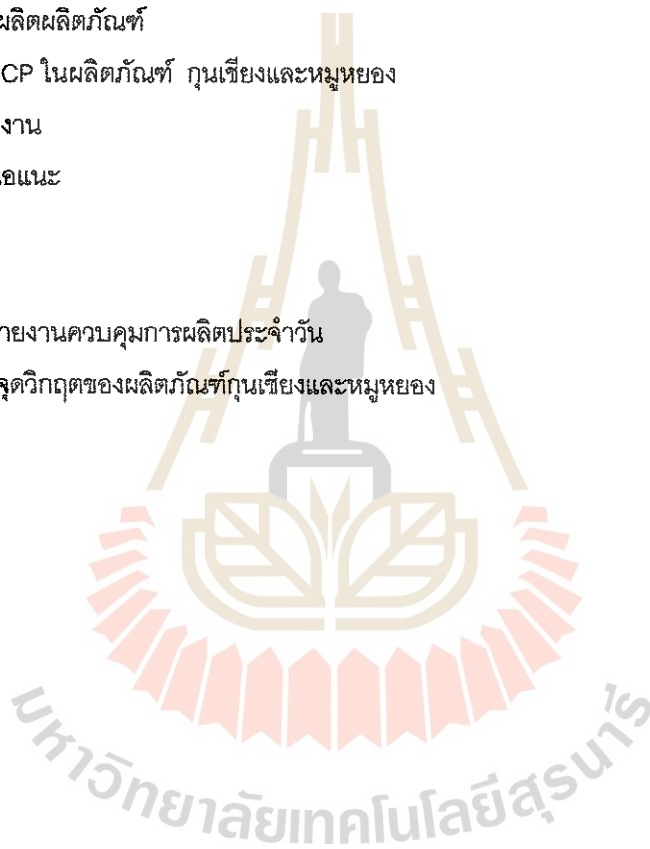 ผลิตผลิตภัณฑ์
CP ในผลิตภัณฑ์ กุนเชียงและหมูหยอง
งาน
อแนะ
ายงานควบคุมการผลิตประจำวัน
จุดวิกฤตของผลิตภัณฑ์กุนเชียงและหมูหยอง
มหาวิทยาลัยเทคโนโลยีสุรนารี